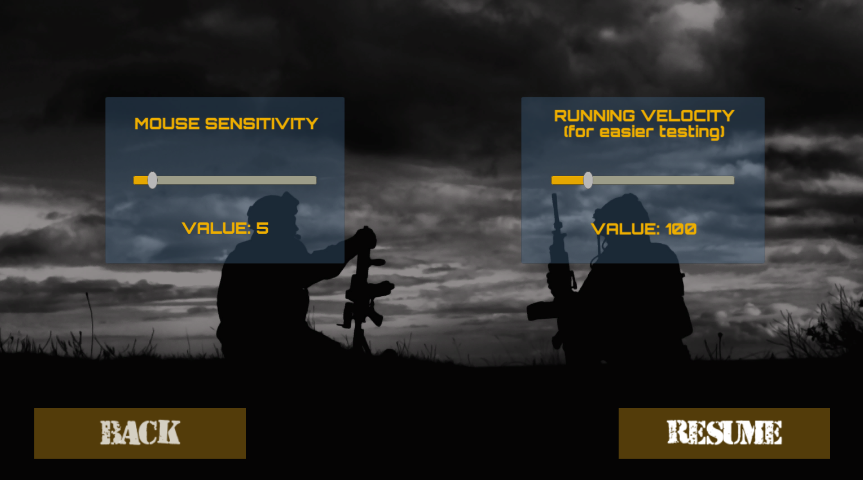 MOUSE SENSITIVITY
VALUE: 5
RUNNING VELOCITY
(for easier testing)
VALUE: 100
BACK
RESUME